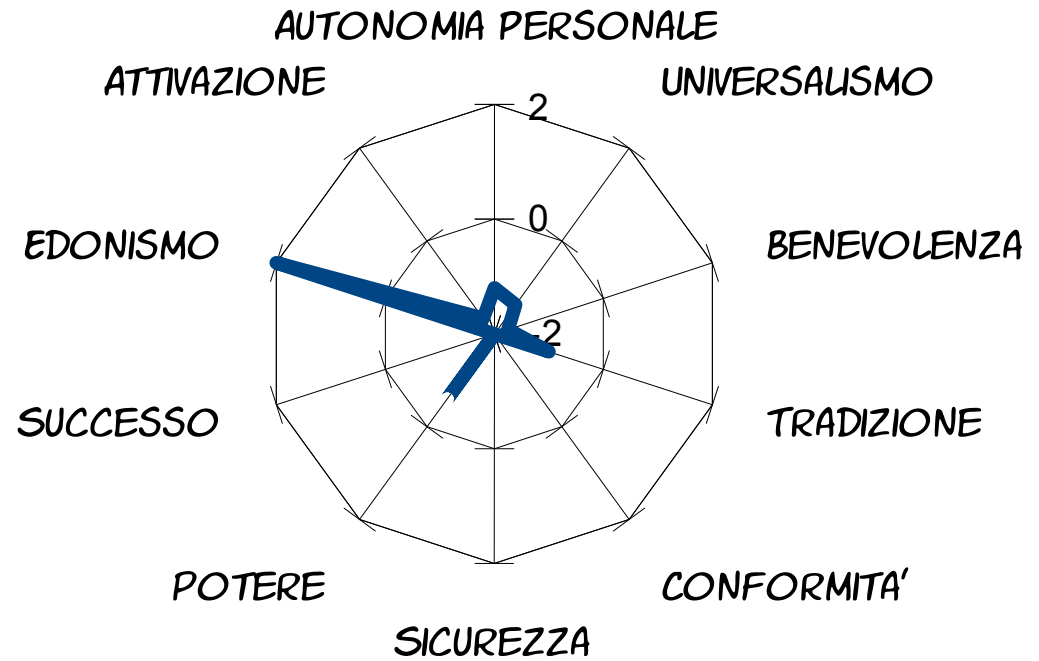 AUTONOMIA PERSONALE
ATTIVAZIONE
UNIVERSALISMO
2
EDONISMO
0
BENEVOLENZA
-2
SUCCESSO
TRADIZIONE
POTERE
CONFORMITA'
SICUREZZA